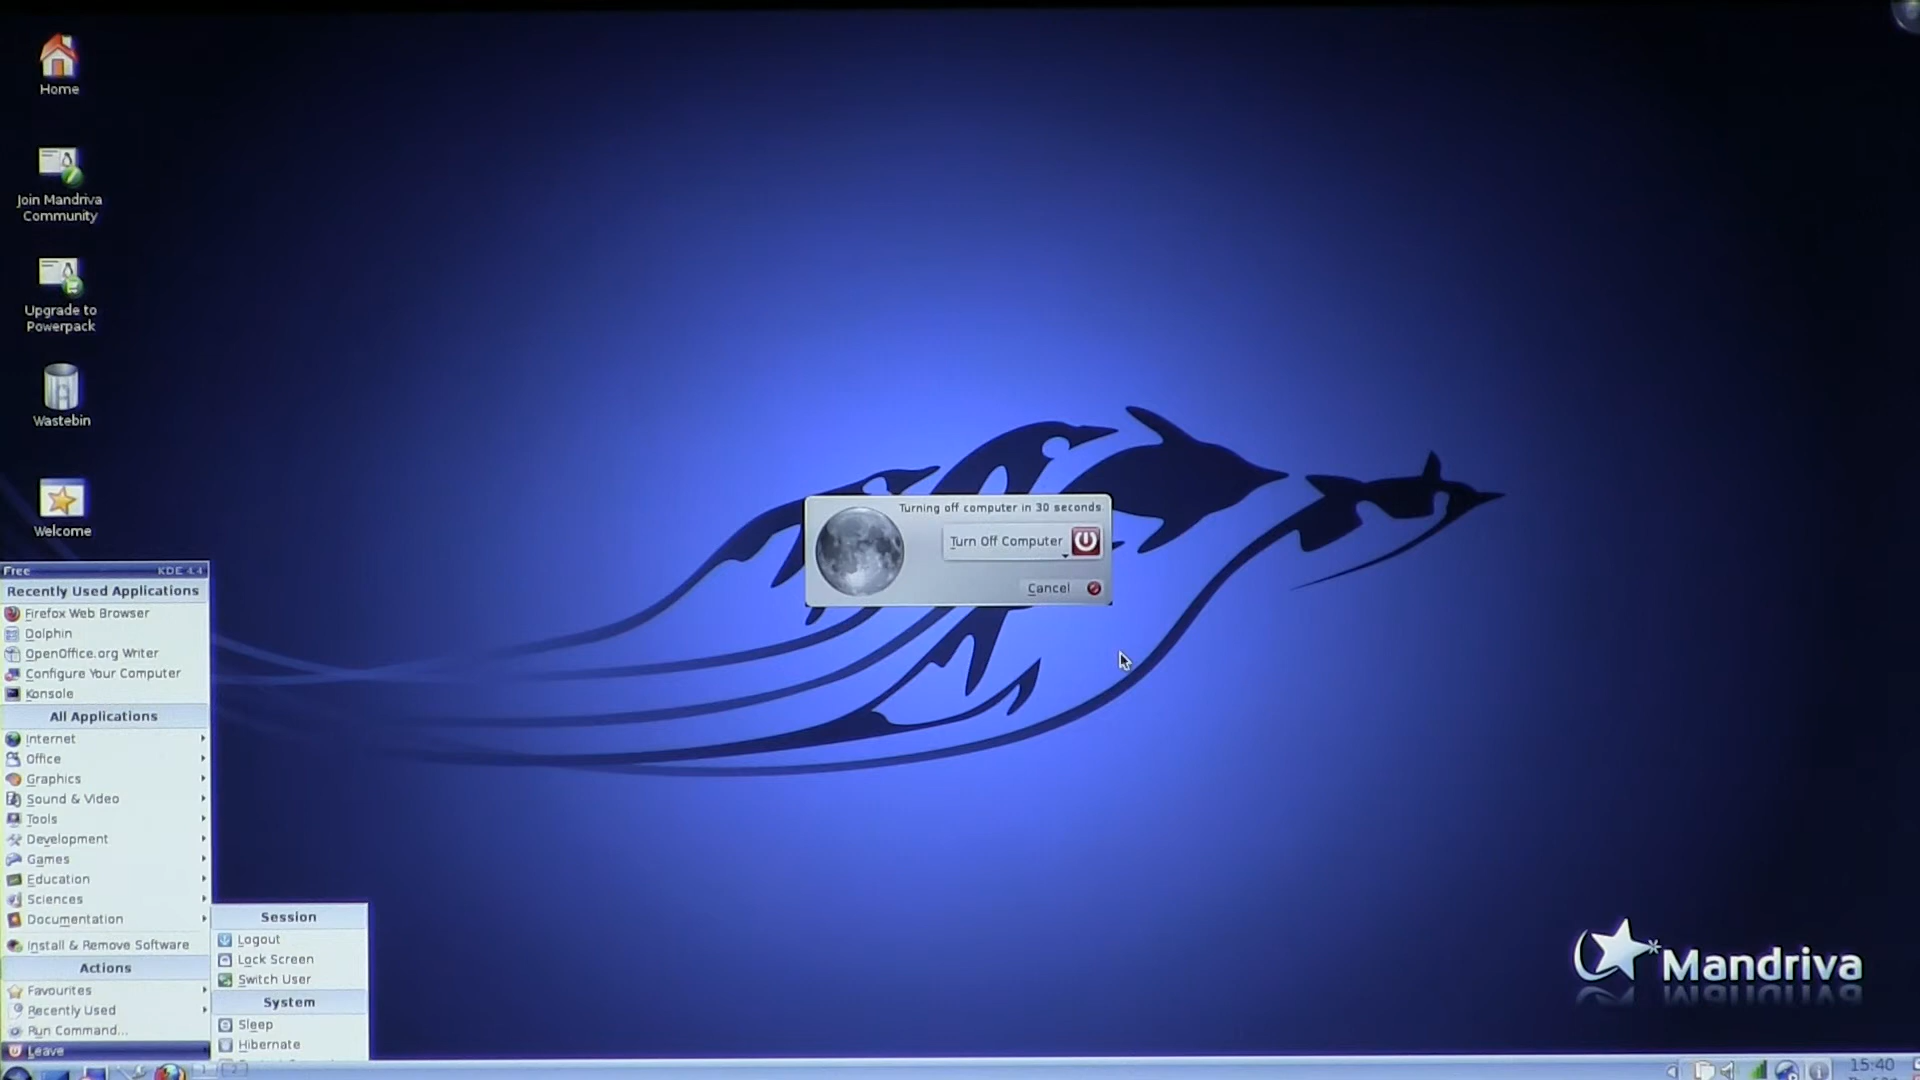 Home
Join Mandriva
Community
Upgrade to
Powerpack
Wastebin
Welcome
Turning off computer in 30 seconds
Turn Off Computer
Cancel
Free KDE 4.4
Recently Used Applications
Firefox Web Browser
Dolphin
OpenOffice.org Writer
Configure Your Computer
Konsole
All Applications
Internet
Office
Graphics
Sound & Video
Tools
Development
Games
Education
Sciences
Documentation
Install & Remove Software
Actions
Favourites
Recently Used
Run Command...
Leave
Session
Logout
Lock Screen
Switch User
System
Sleep
Hibernate
Mandriva
15:40